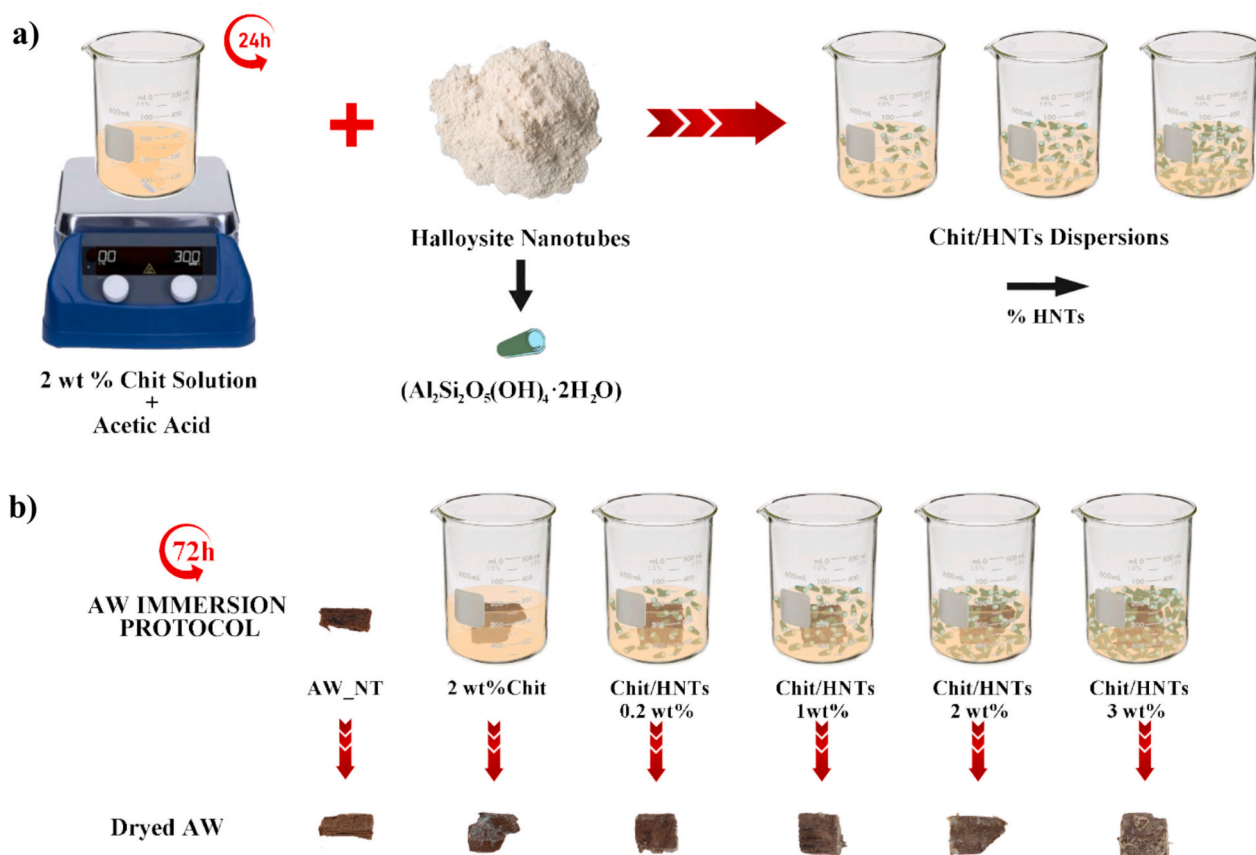 a)
24h
00
300
Halloysite Nanotubes
Chit/HNTs Dispersions
% HNTs
2 wt % Chit Solution
+
Acetic Acid
(Al₂Si₂O₅(OH)₄·2H₂O)
b)
72h
AW IMMERSION
PROTOCOL
AW_NT
2 wt%Chit
Chit/HNTs
0.2 wt%
Chit/HNTs
1wt%
Chit/HNTs
2 wt%
Chit/HNTs
3 wt%
Dryed AW